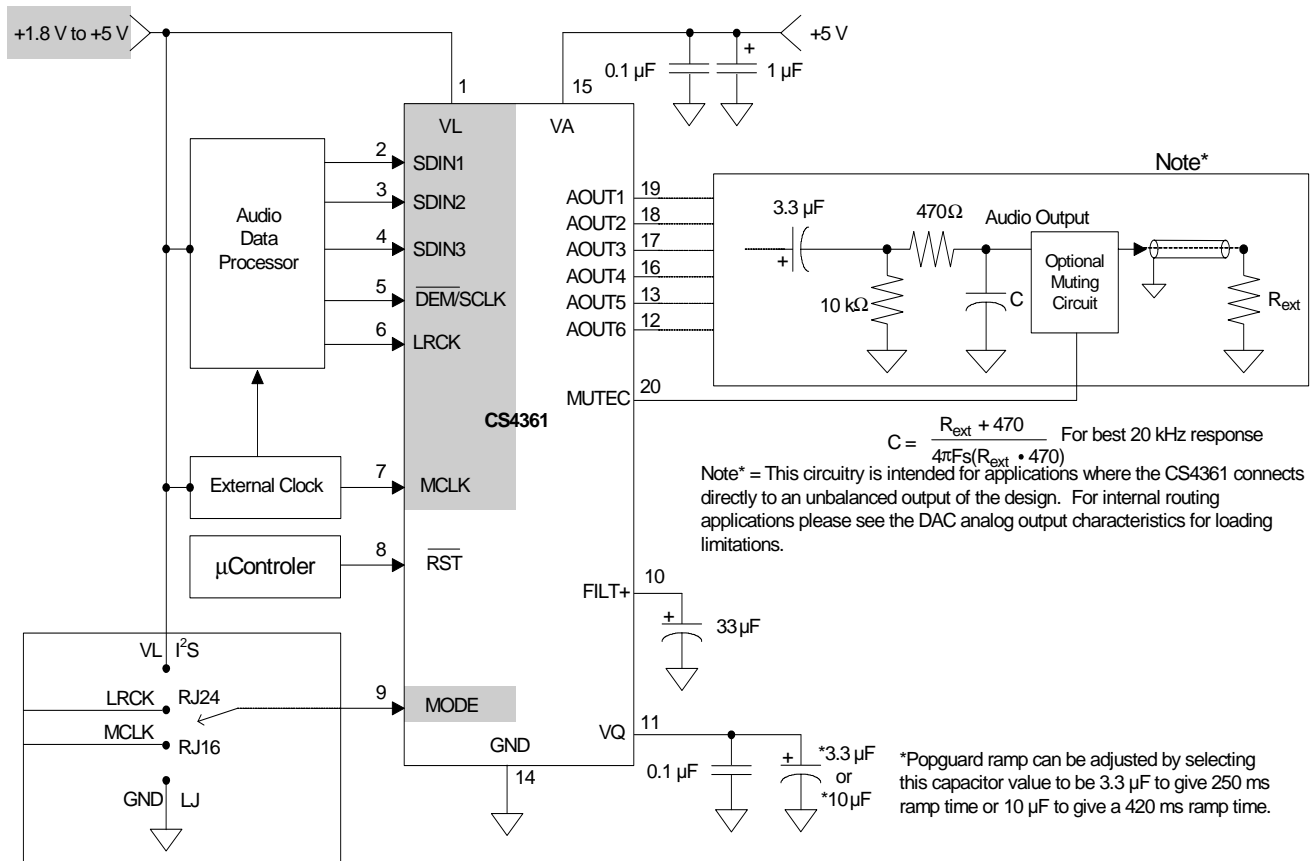 +1.8 V to +5 V
+5 V
0.1 µF
+
1 µF
1
15
VL
VA
Audio
Data
Processor
2
SDIN1
3
SDIN2
4
SDIN3
5
DEM/SCLK
6
LRCK
AOUT1
19
AOUT2
18
AOUT3
17
AOUT4
16
AOUT5
13
AOUT6
12
Note*
3.3 µF
+
470Ω
Audio Output
10 kΩ
C
Optional
Muting
Circuit
Rext
MUTEC
20
CS4361
C = Rext + 470
4πFs(Rext • 470)
For best 20 kHz response
Note* = This circuitry is intended for applications where the CS4361 connects
directly to an unbalanced output of the design. For internal routing
applications please see the DAC analog output characteristics for loading
limitations.
External Clock
7
MCLK
µControler
8
RST
FILT+
10
+
33 µF
VL
I²S
LRCK
RJ24
MCLK
RJ16
GND
LJ
9
MODE
GND
14
VQ
11
0.1 µF
+
*3.3 µF
or
*10 µF
*Popguard ramp can be adjusted by selecting
this capacitor value to be 3.3 µF to give 250 ms
ramp time or 10 µF to give a 420 ms ramp time.